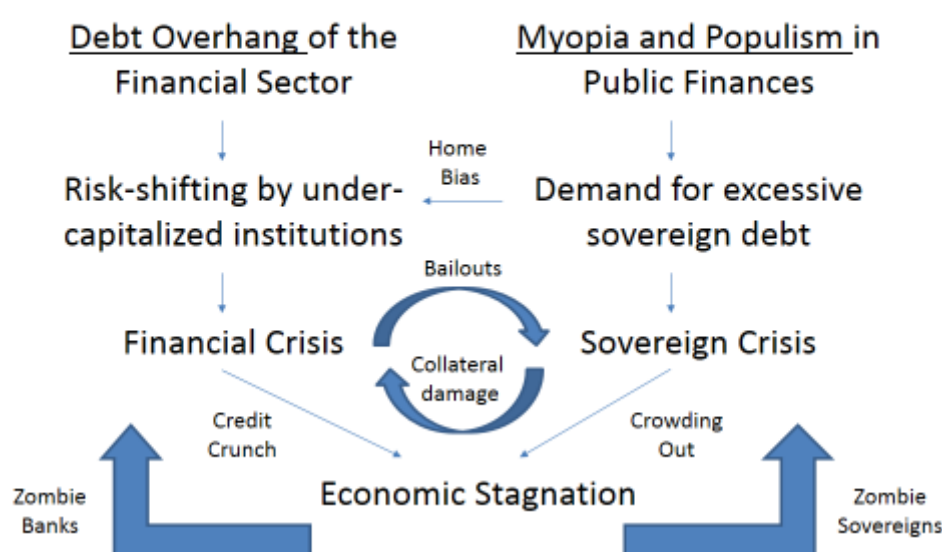 Debt Overhang of the
Financial Sector
Myopia and Populism in
Public Finances
Home
Bias
Risk-shifting by under-
capitalized institutions
Demand for excessive
sovereign debt
Bailouts
Financial Crisis
Sovereign Crisis
Collateral
damage
Credit
Crunch
Crowding
Out
Economic Stagnation
Zombie
Banks
Zombie
Sovereigns